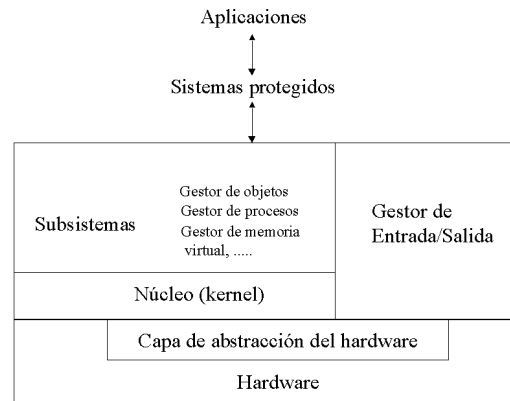 Aplicaciones
Sistemas protegidos
Subsistemas
Gestor de objetos
Gestor de procesos
Gestor de memoria
virtual, .....
Gestor de
Entrada/Salida
Núcleo (kernel)
Capa de abstracción del hardware
Hardware